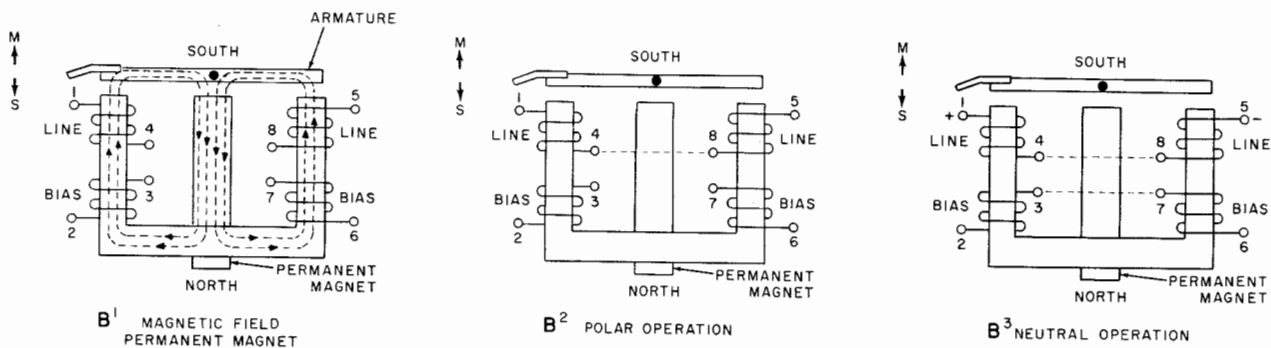 ARMATURE
M
S
SOUTH
1
5
LINE
4
8
LINE
BIAS
3
7
BIAS
2
6
NORTH
PERMANENT
MAGNET
B1 MAGNETIC FIELD
PERMANENT MAGNET
M
S
SOUTH
1
5
LINE
4
8
LINE
BIAS
3
7
BIAS
2
6
NORTH
PERMANENT
MAGNET
B2 POLAR OPERATION
M
S
SOUTH
1
+
5
-
LINE
4
8
LINE
BIAS
3
7
BIAS
2
6
NORTH
PERMANENT
MAGNET
B3 NEUTRAL OPERATION